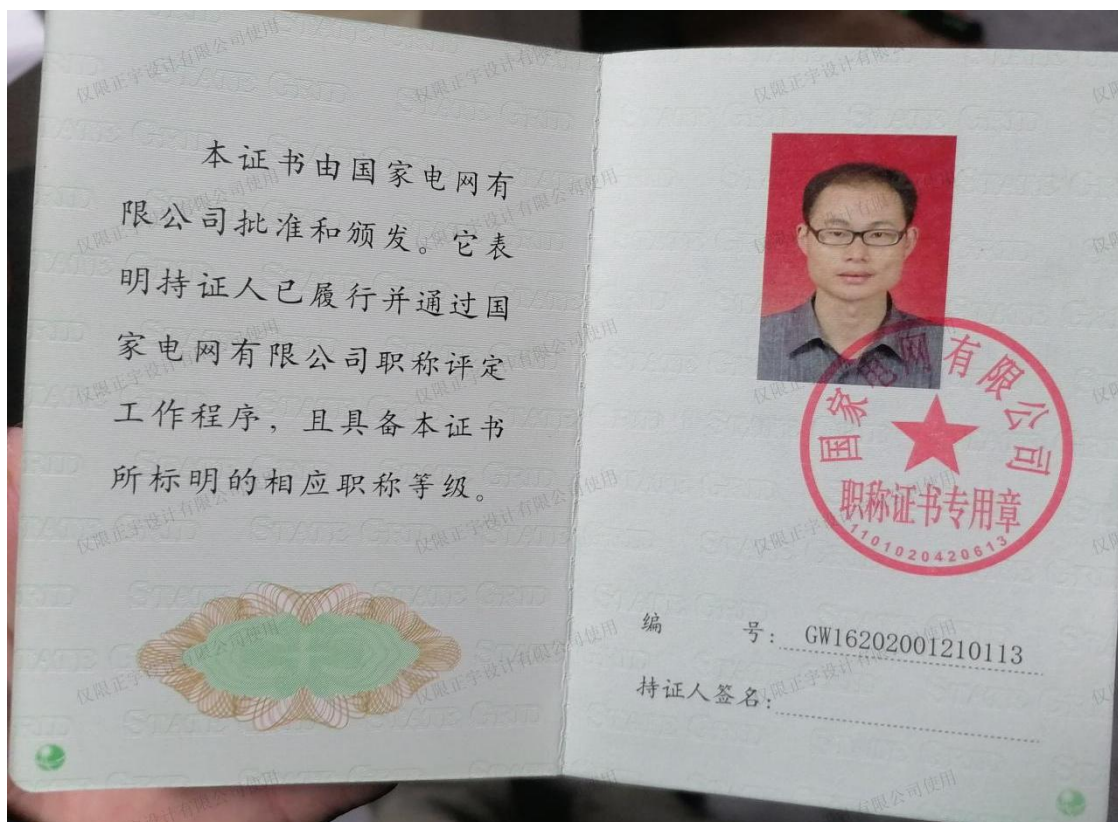 本证书由国家电网有
限公司批准和颁发。它表
明持证人已履行并通过国
家电网有限公司职称评定
工作程序，且具备本证书
所标明的相应职称等级。
国家电网有限公司
职称证书专用章
1101020420613
编 号：GW16202001210113
持证人签名：
仅限正宇设计有限公司使用
STATE GRID